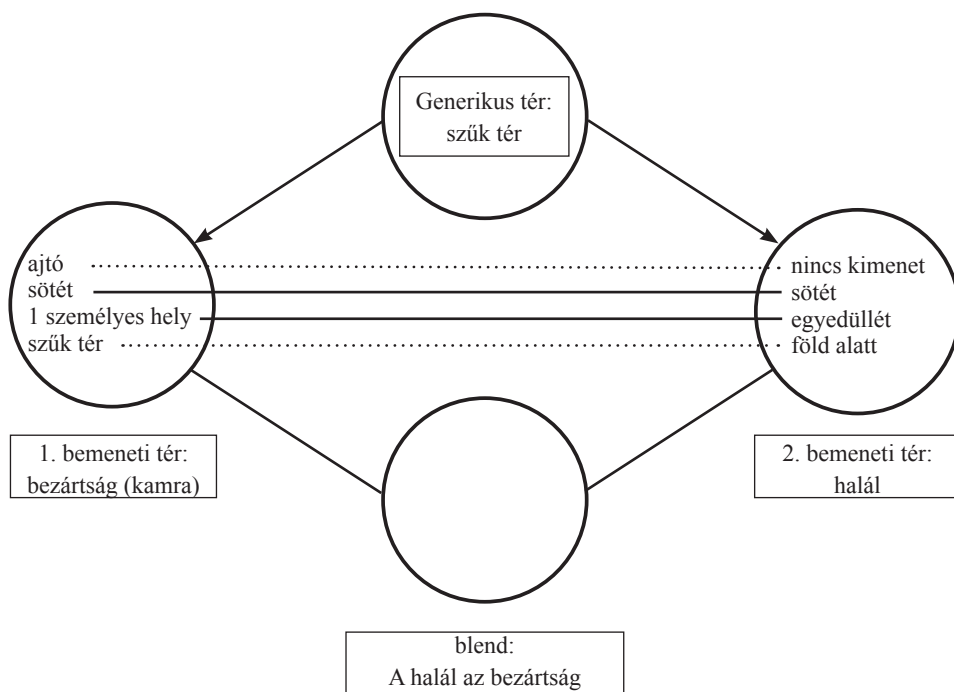 Generikus tér:
szűk tér
ajtó
sötét
1 személyes hely
szűk tér
nincs kimenet
sötét
egyedüllét
föld alatt
1. bemeneti tér:
bezártság (kamra)
2. bemeneti tér:
halál
blend:
A halál az bezártság